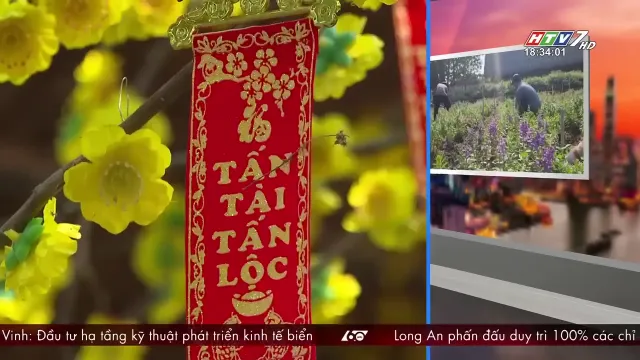 HTV7 HD
18:34:01
TẤN
TÀI
TẤN
LỘC
Vinh: Đầu tư hạ tầng kỹ thuật phát triển kinh tế biển
Long An phấn đấu duy trì 100% các chỉ